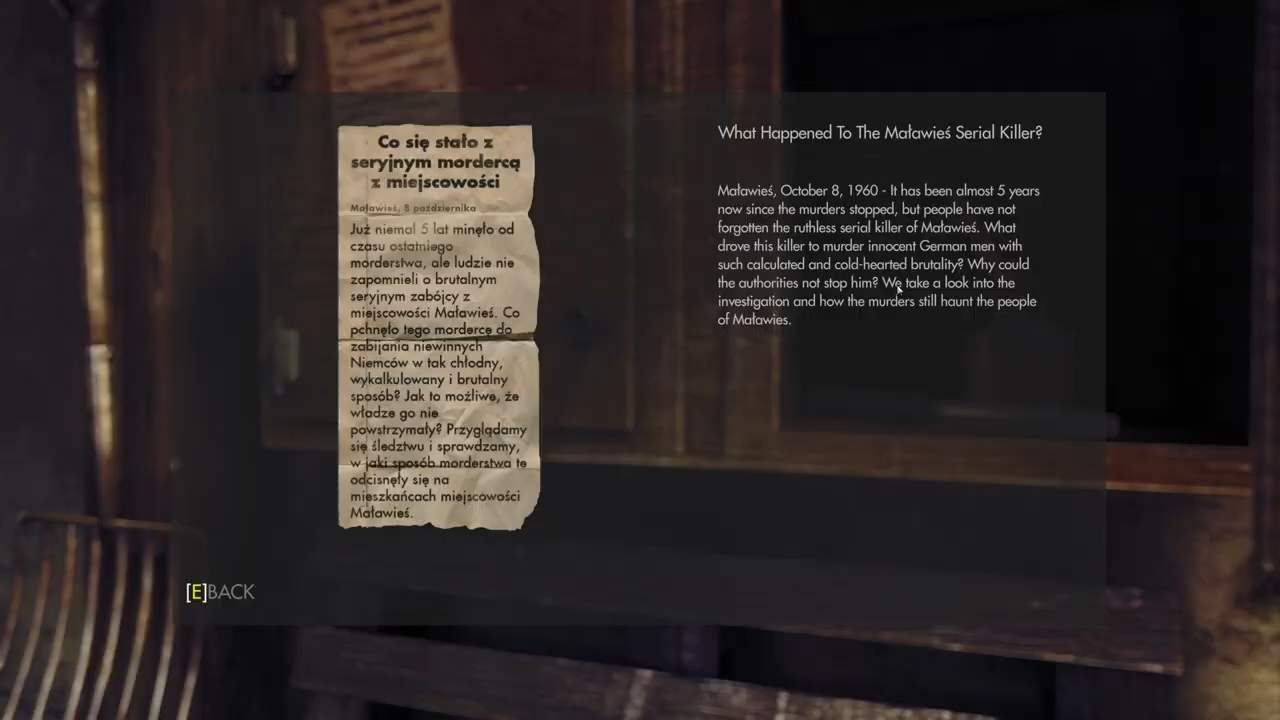 Co się stało z
seryjnym mordercą
z miejscowości
Maławieś, 8 października
Już niemal 5 lat minęło od
czasu ostatniego
morderstwa, ale ludzie nie
zapomnieli o brutalnym
seryjnym zabójcy z
miejscowości Maławieś. Co
pchnęło tego mordercę do
zabijania niewinnych
Niemców w tak chłodny,
wykalkulowany i brutalny
sposób? Jak to możliwe, że
władze go nie
powstrzymały? Przyglądamy
się śledztwu i sprawdzamy,
w jaki sposób morderstwa te
odcisnęły się na
mieszkańcach miejscowości
Maławieś.
What Happened To The Maławieś Serial Killer?
Maławieś, October 8, 1960 - It has been almost 5 years
now since the murders stopped, but people have not
forgotten the ruthless serial killer of Maławieś. What
drove this killer to murder innocent German men with
such calculated and cold-hearted brutality? Why could
the authorities not stop him? We take a look into the
investigation and how the murders still haunt the people
of Maławies.
[E]BACK